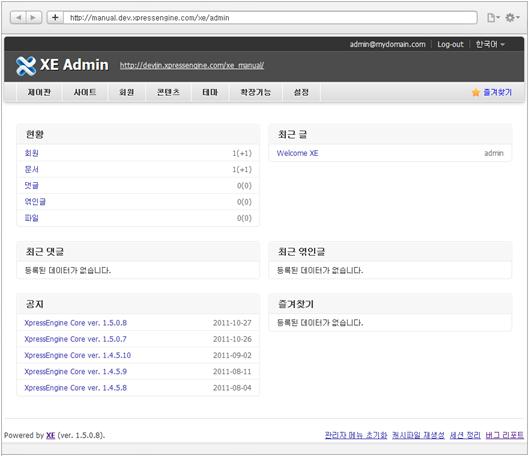 http://manual.dev.xpressengine.com/xe/admin
admin@mydomain.com Log-out 한국어
XE Admin http://devjin.xpressengine.com/xe_manual/
제어판 사이트 회원 콘텐츠 테마 확장기능 설정 즐겨찾기
현황
회원 1(+1)
문서 1(+1)
댓글 0(0)
엮인글 0(0)
파일 0(0)
최근 글
Welcome XE admin
최근 댓글
등록된 데이터가 없습니다.
최근 엮인글
등록된 데이터가 없습니다.
공지
XpressEngine Core ver. 1.5.0.8 2011-10-27
XpressEngine Core ver. 1.5.0.7 2011-10-26
XpressEngine Core ver. 1.4.5.10 2011-09-02
XpressEngine Core ver. 1.4.5.9 2011-08-11
XpressEngine Core ver. 1.4.5.8 2011-08-04
즐겨찾기
등록된 데이터가 없습니다.
Powered by XE (ver. 1.5.0.8). 관리자 메뉴 초기화 캐시파일 재생성 세션 정리 버그 리포트